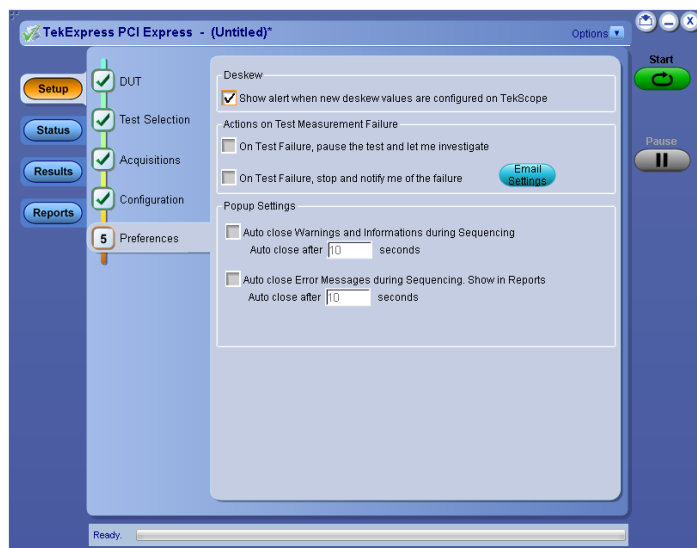 TekExpress PCI Express - (Untitled)*
Options
Start
Pause
Setup
Status
Results
Reports
DUT
Test Selection
Acquisitions
Configuration
5 Preferences
Deskew
Show alert when new deskew values are configured on TekScope
Actions on Test Measurement Failure
On Test Failure, pause the test and let me investigate
On Test Failure, stop and notify me of the failure
Email
Settings
Popup Settings
Auto close Warnings and Informations during Sequencing
Auto close after 10 seconds
Auto close Error Messages during Sequencing. Show in Reports
Auto close after 10 seconds
Ready.